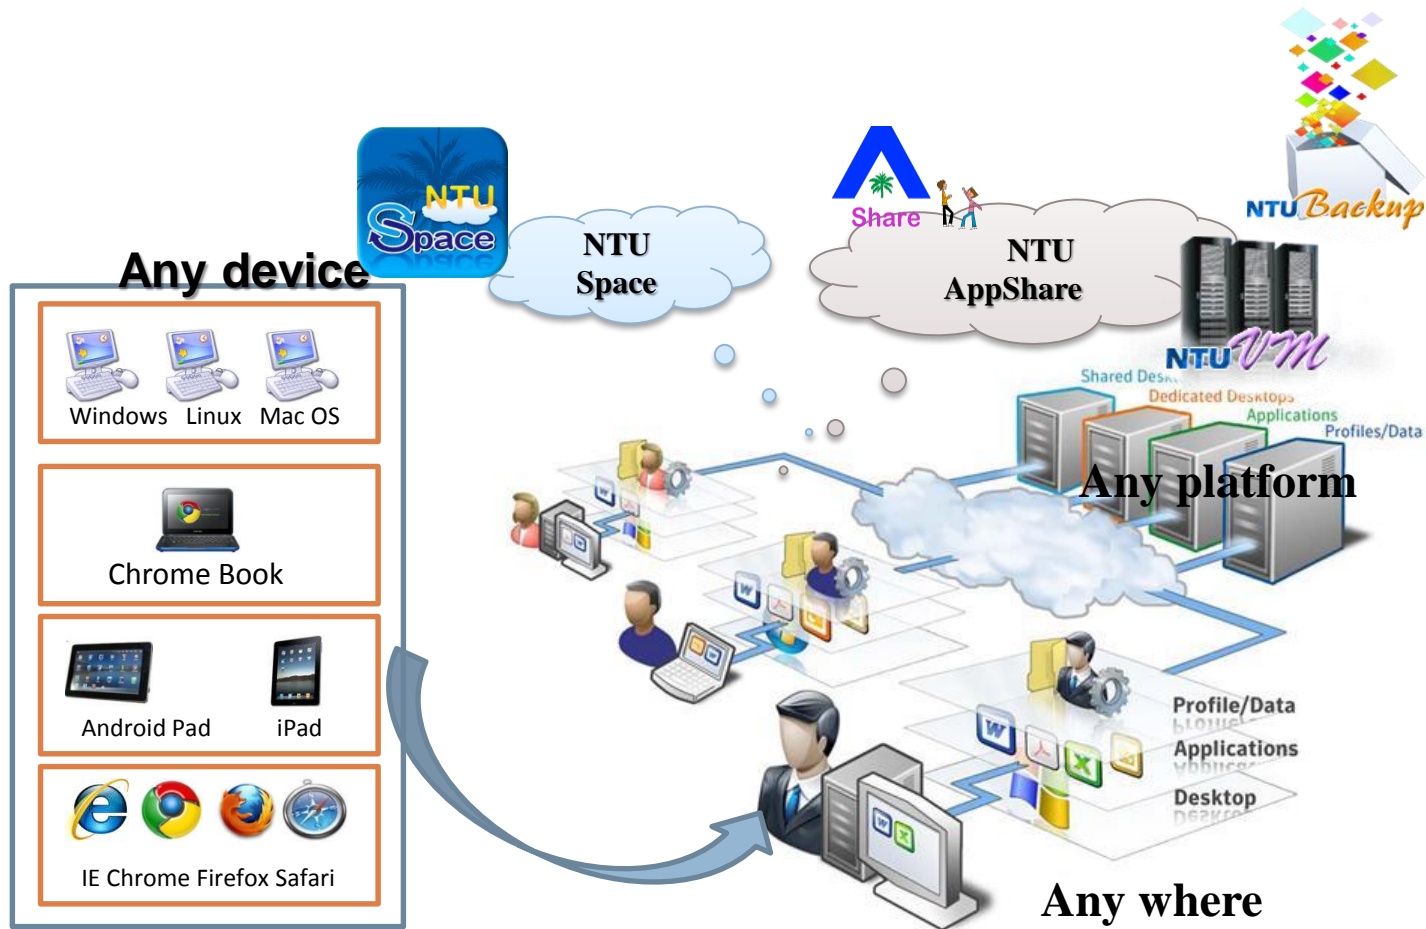 NTU
Space
NTU
Space
Share
NTU
AppShare
NTU Backup
NTU VM
Any device
Windows Linux Mac OS
Chrome Book
Android Pad iPad
IE Chrome Firefox Safari
Shared
Dedicated Desktops
Applications
Profiles/Data
Any platform
Profile/Data
Applications
Desktop
Any where